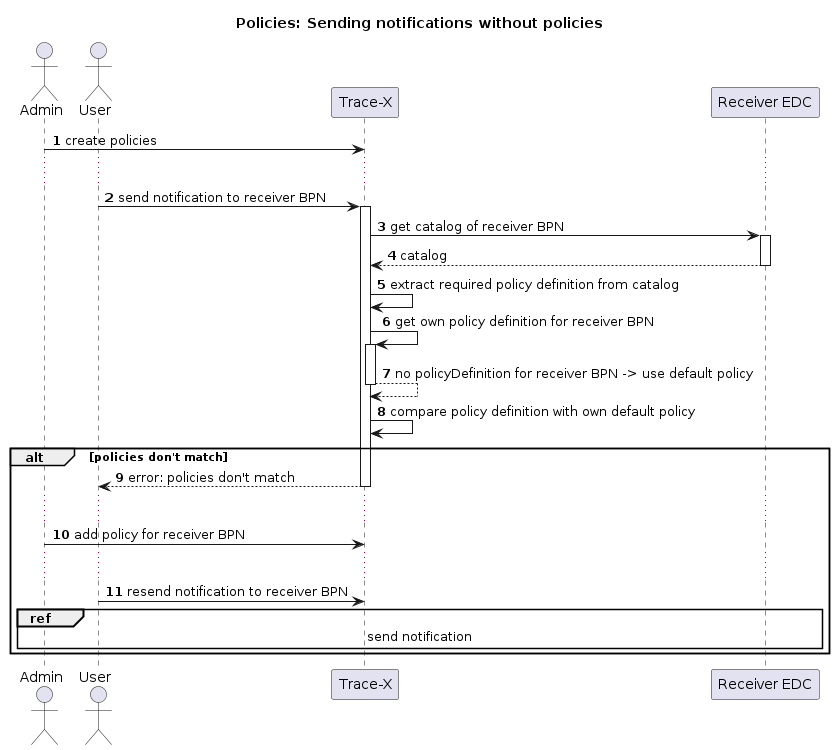 Policies: Sending notifications without policies
Admin User Trace-X Receiver EDC
1 create policies
2 send notification to receiver BPN
3 get catalog of receiver BPN
4 catalog
5 extract required policy definition from catalog
6 get own policy definition for receiver BPN
7 no policyDefinition for receiver BPN -> use default policy
8 compare policy definition with own default policy
alt [policies don't match]
9 error: policies don't match
10 add policy for receiver BPN
11 resend notification to receiver BPN
ref
send notification
Admin User Trace-X Receiver EDC